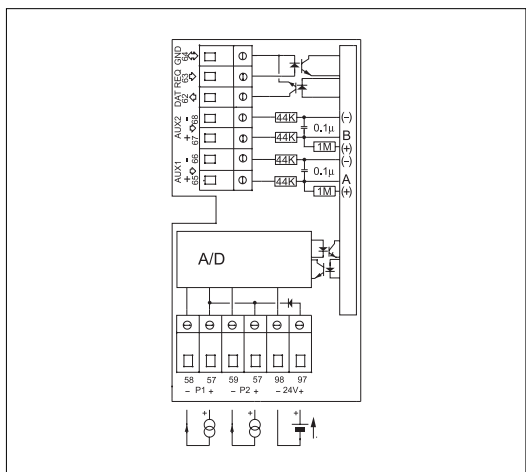 GND 64
REQ 63
DAT 62
AUX2 - 68
+ 67
AUX1 - 66
+ 65
44K
44K
44K
44K
0.1µ
0.1µ
1M
1M
(-)
B
(+)
(-)
A
(+)
A/D
58 57 59 57 98 97
- P1 + - P2 + - 24V+
+ + +